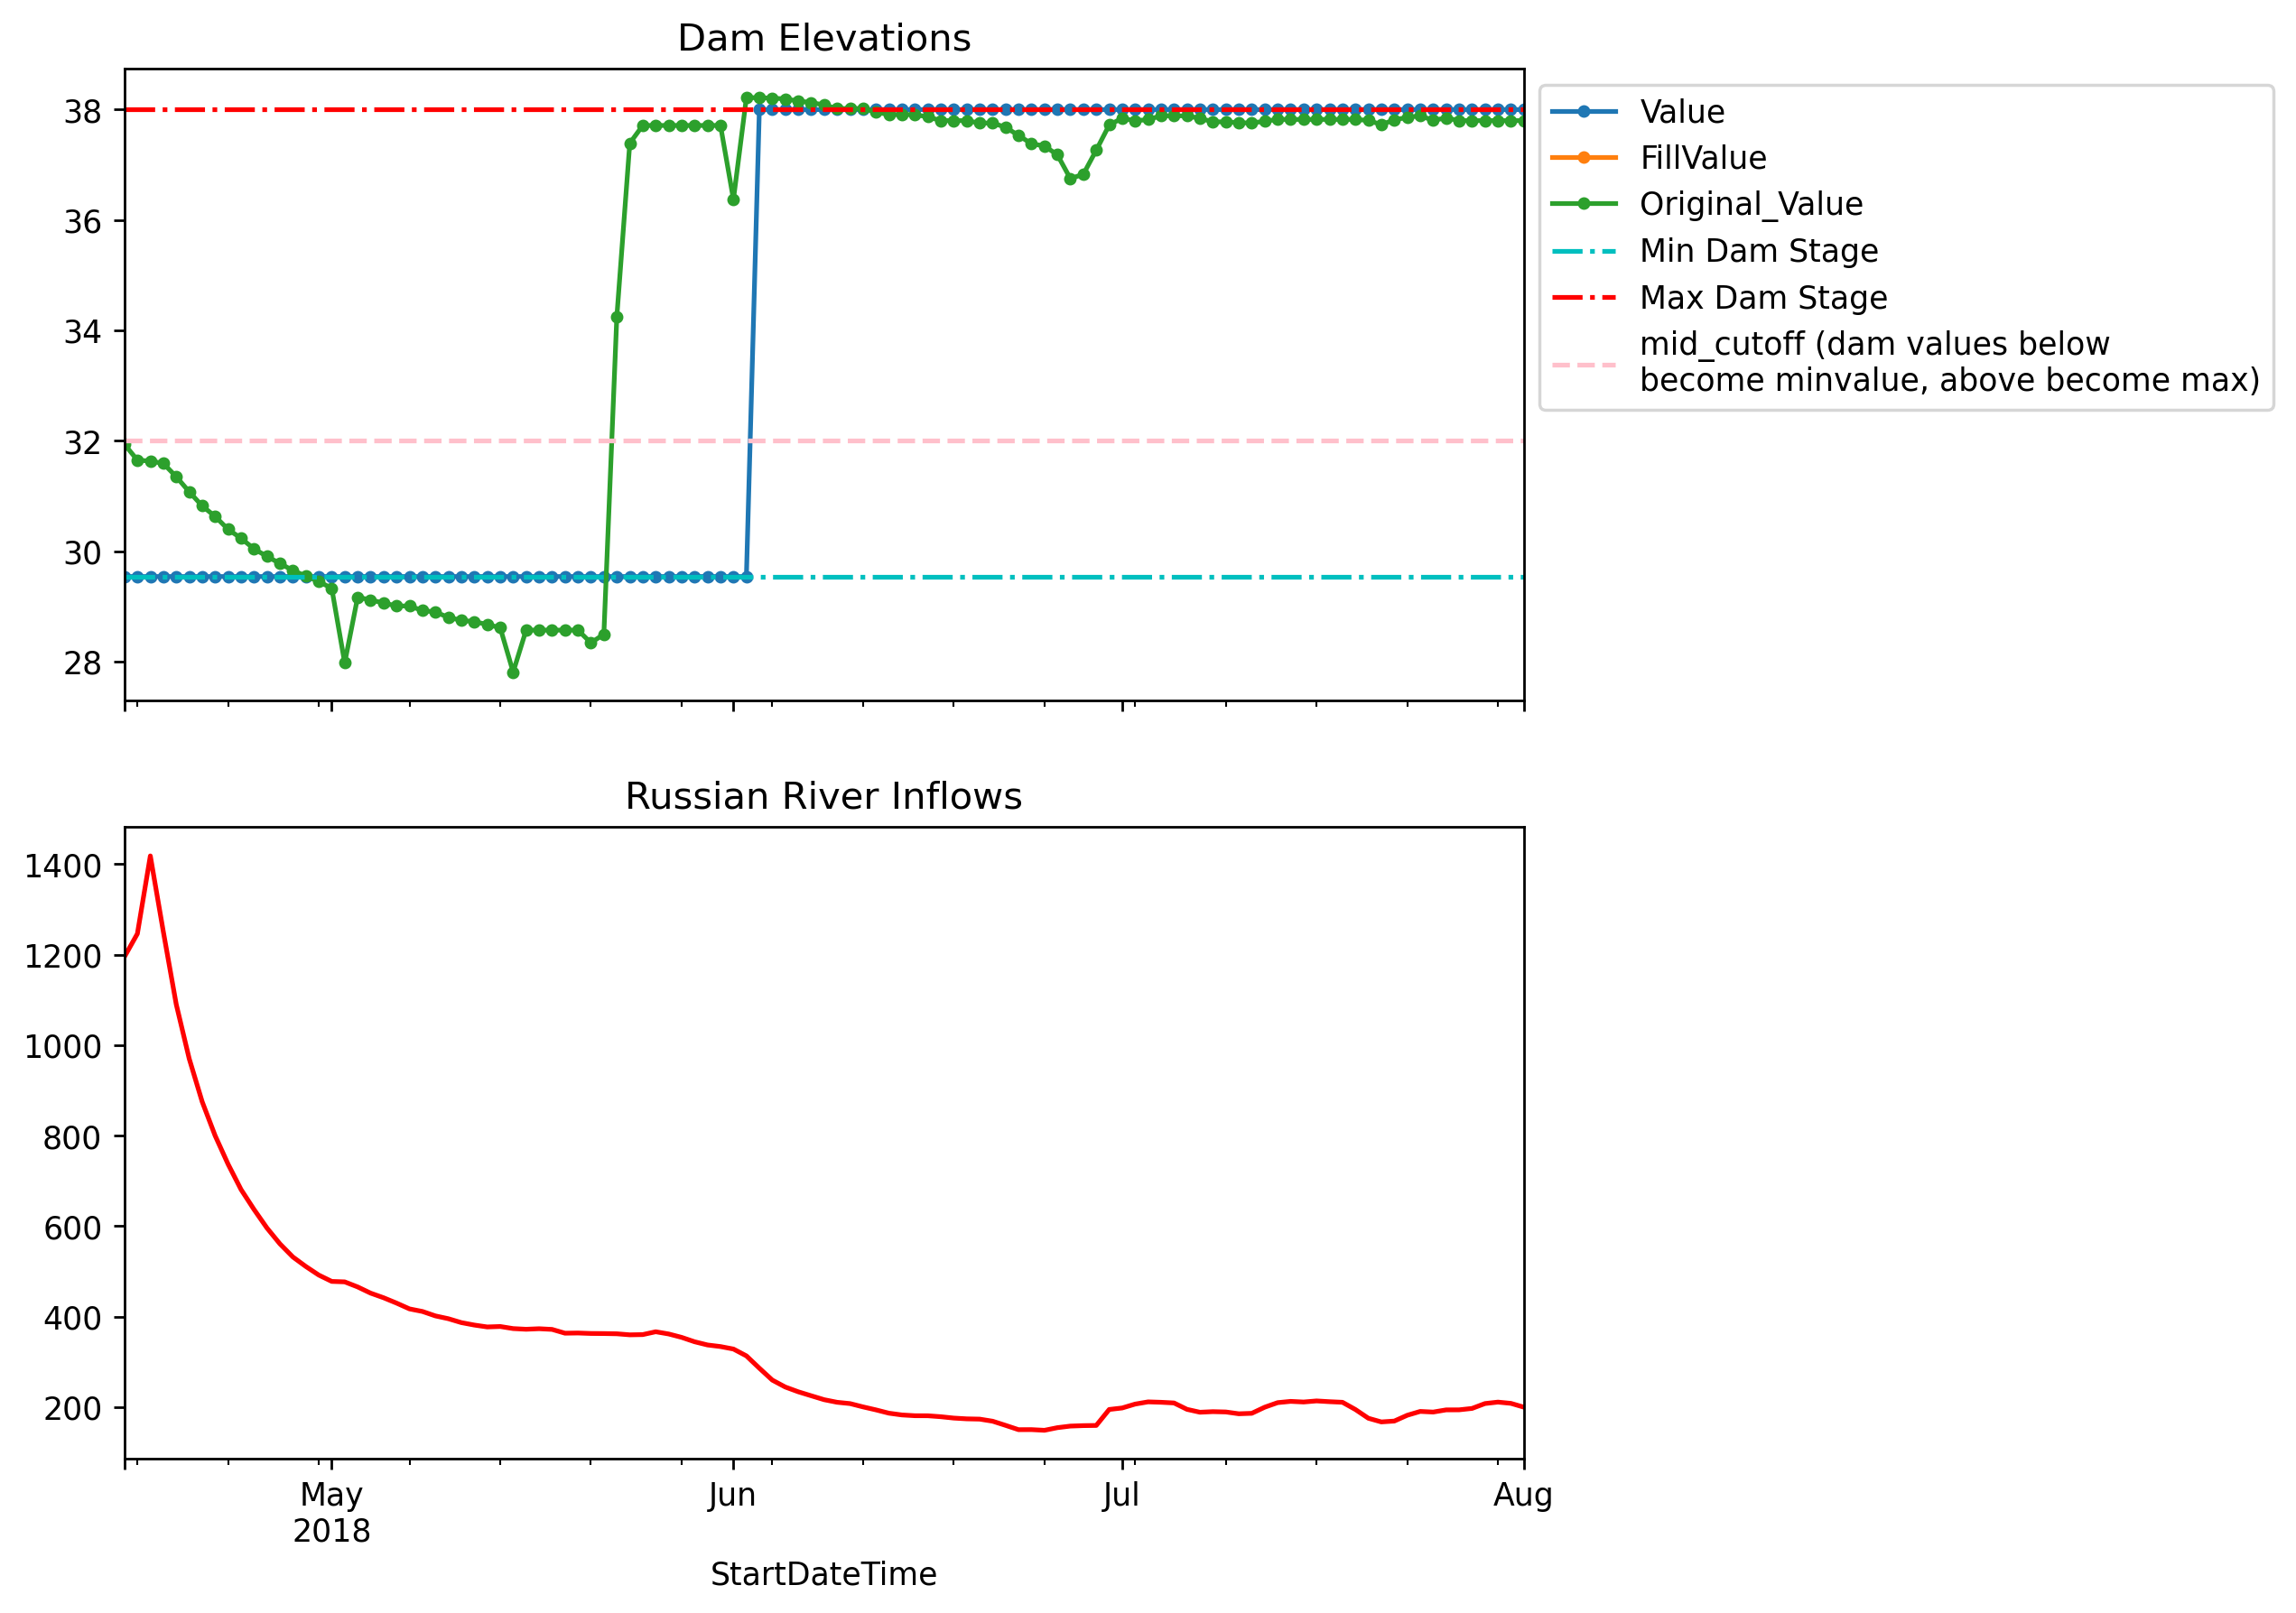 Dam Elevations
38
36
34
32
30
28
Value
FillValue
Original_Value
Min Dam Stage
Max Dam Stage
mid_cutoff (dam values below
become minvalue, above become max)
Russian River Inflows
1400
1200
1000
800
600
400
200
May Jun Jul Aug
2018
StartDateTime